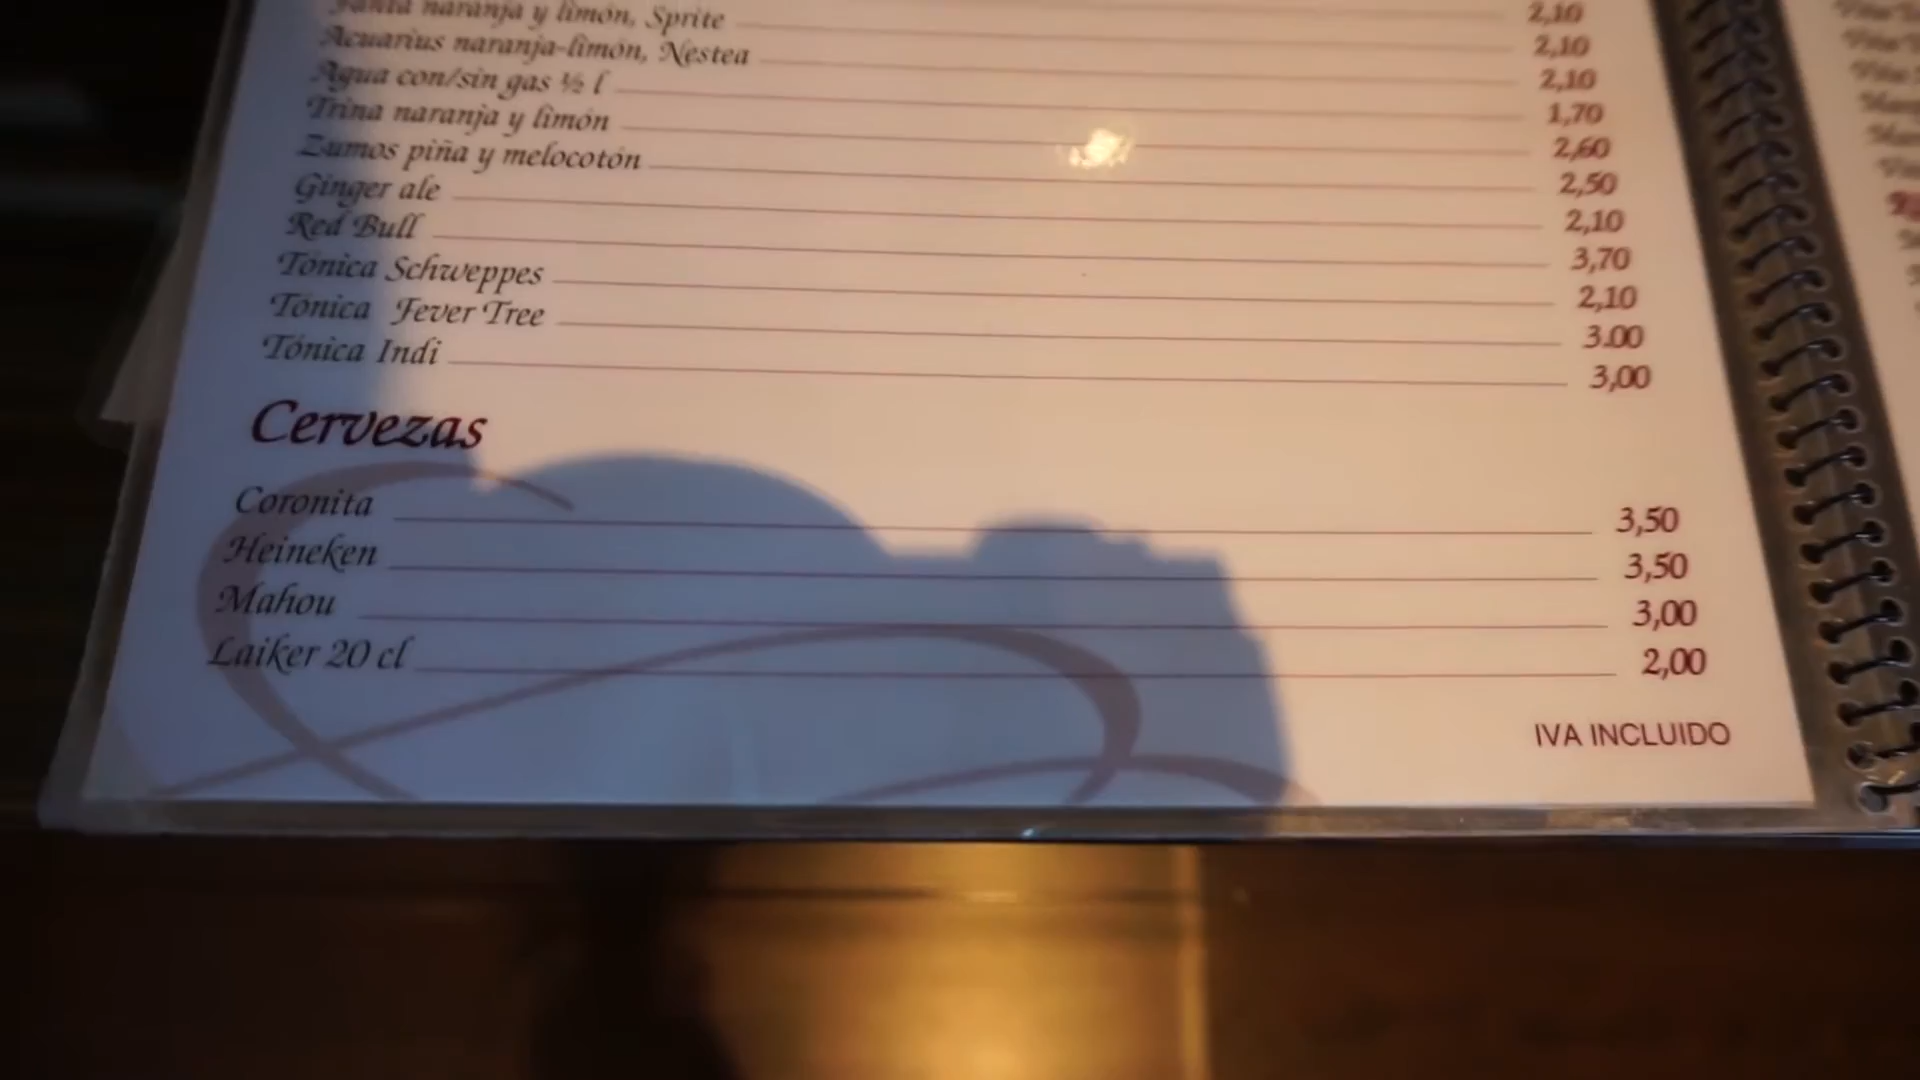 2,10
Fanta naranja y limón, Sprite 2,10
Acuarius naranja-limón, Nestea 2,10
Agua con/sin gas ½ l 1,70
Trina naranja y limón 2,60
Zumos piña y melocotón 2,50
Ginger ale 2,10
Red Bull 3,70
Tónica Schweppes 2,10
Tónica Fever Tree 3.00
Tónica Indi 3,00
Cervezas
Coronita 3,50
Heineken 3,50
Mahou 3,00
Laiker 20 cl 2,00
IVA INCLUIDO